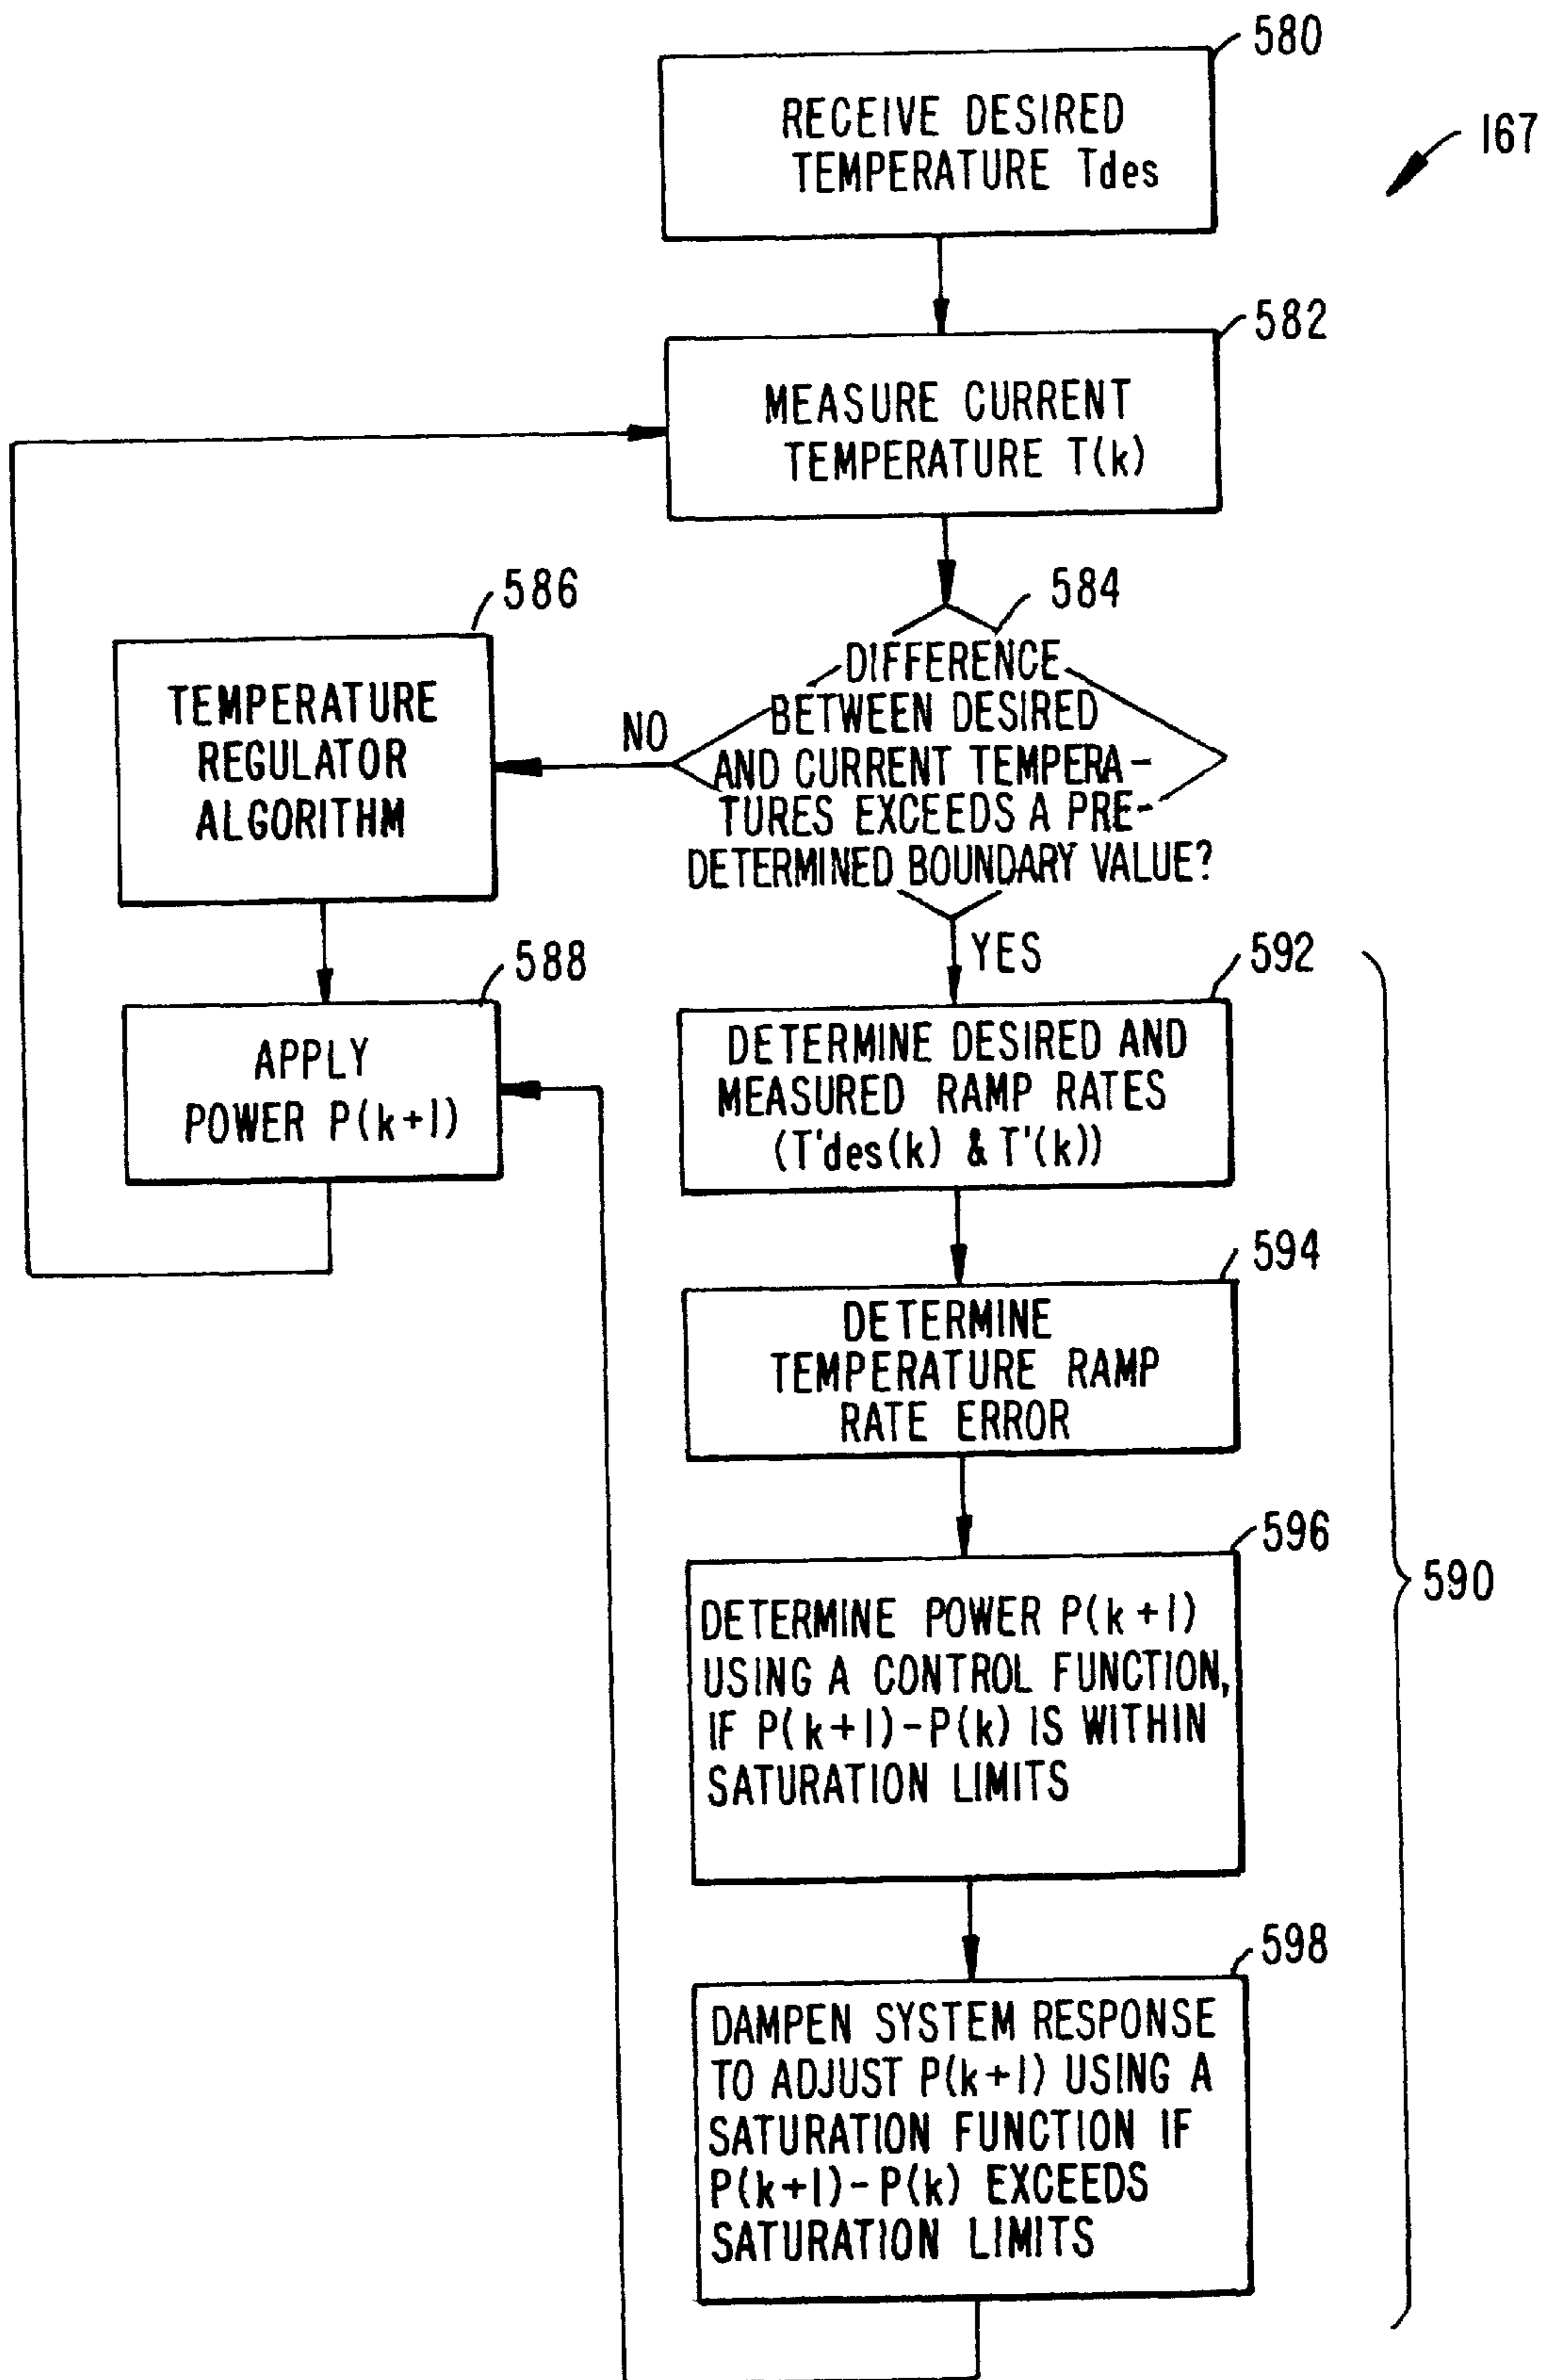 580
RECEIVE DESIRED
TEMPERATURE Tdes
167
582
MEASURE CURRENT
TEMPERATURE T(k)
584
DIFFERENCE
BETWEEN DESIRED
AND CURRENT TEMPERA-
TURES EXCEEDS A PRE-
DETERMINED BOUNDARY VALUE?
NO
YES
586
TEMPERATURE
REGULATOR
ALGORITHM
588
APPLY
POWER P(k+1)
592
DETERMINE DESIRED AND
MEASURED RAMP RATES
(T'des(k) & T'(k))
594
DETERMINE
TEMPERATURE RAMP
RATE ERROR
596
DETERMINE POWER P(k+1)
USING A CONTROL FUNCTION,
IF P(k+1)-P(k) IS WITHIN
SATURATION LIMITS
590
598
DAMPEN SYSTEM RESPONSE
TO ADJUST P(k+1) USING A
SATURATION FUNCTION IF
P(k+1)-P(k) EXCEEDS
SATURATION LIMITS